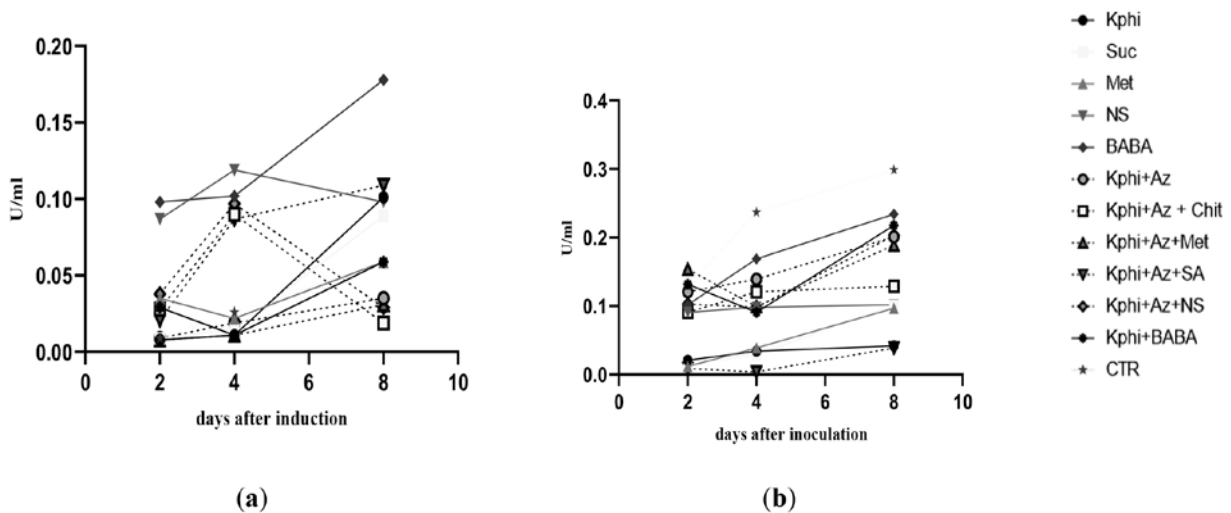 0.20
0.15
0.10
0.05
0.00
U/ml
0 2 4 6 8 10
days after induction
(a)
0.4
0.3
0.2
0.1
0.0
U/ml
0 2 4 6 8 10
days after inoculation
(b)
Kphi
Suc
Met
NS
BABA
Kphi+Az
Kphi+Az + Chit
Kphi+Az+Met
Kphi+Az+SA
Kphi+Az+NS
Kphi+BABA
CTR